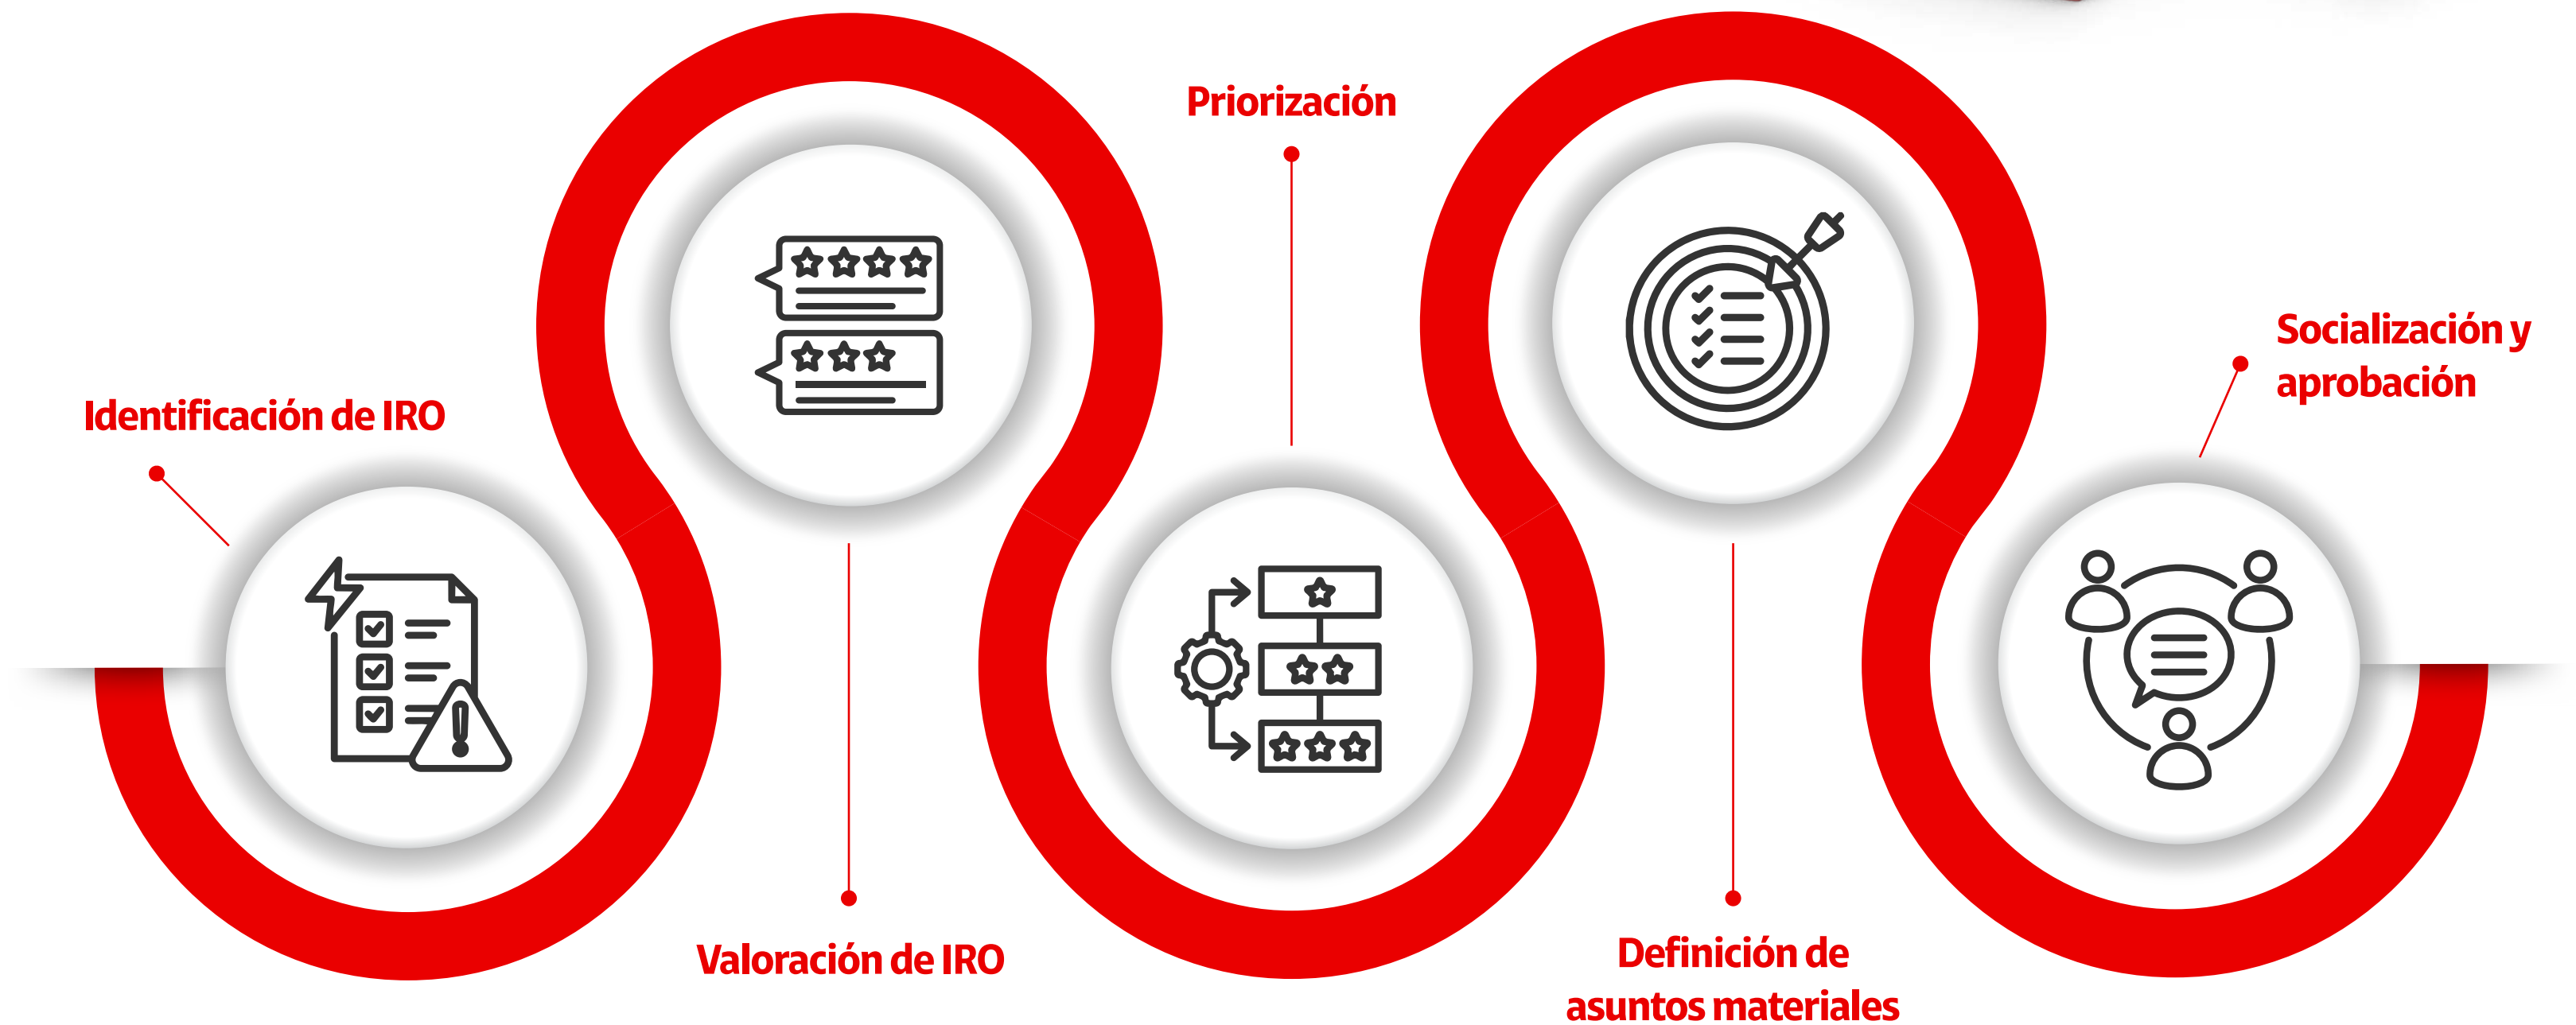 Identificación de IRO
Valoración de IRO
Priorización
Definición de
asuntos materiales
Socialización y
aprobación